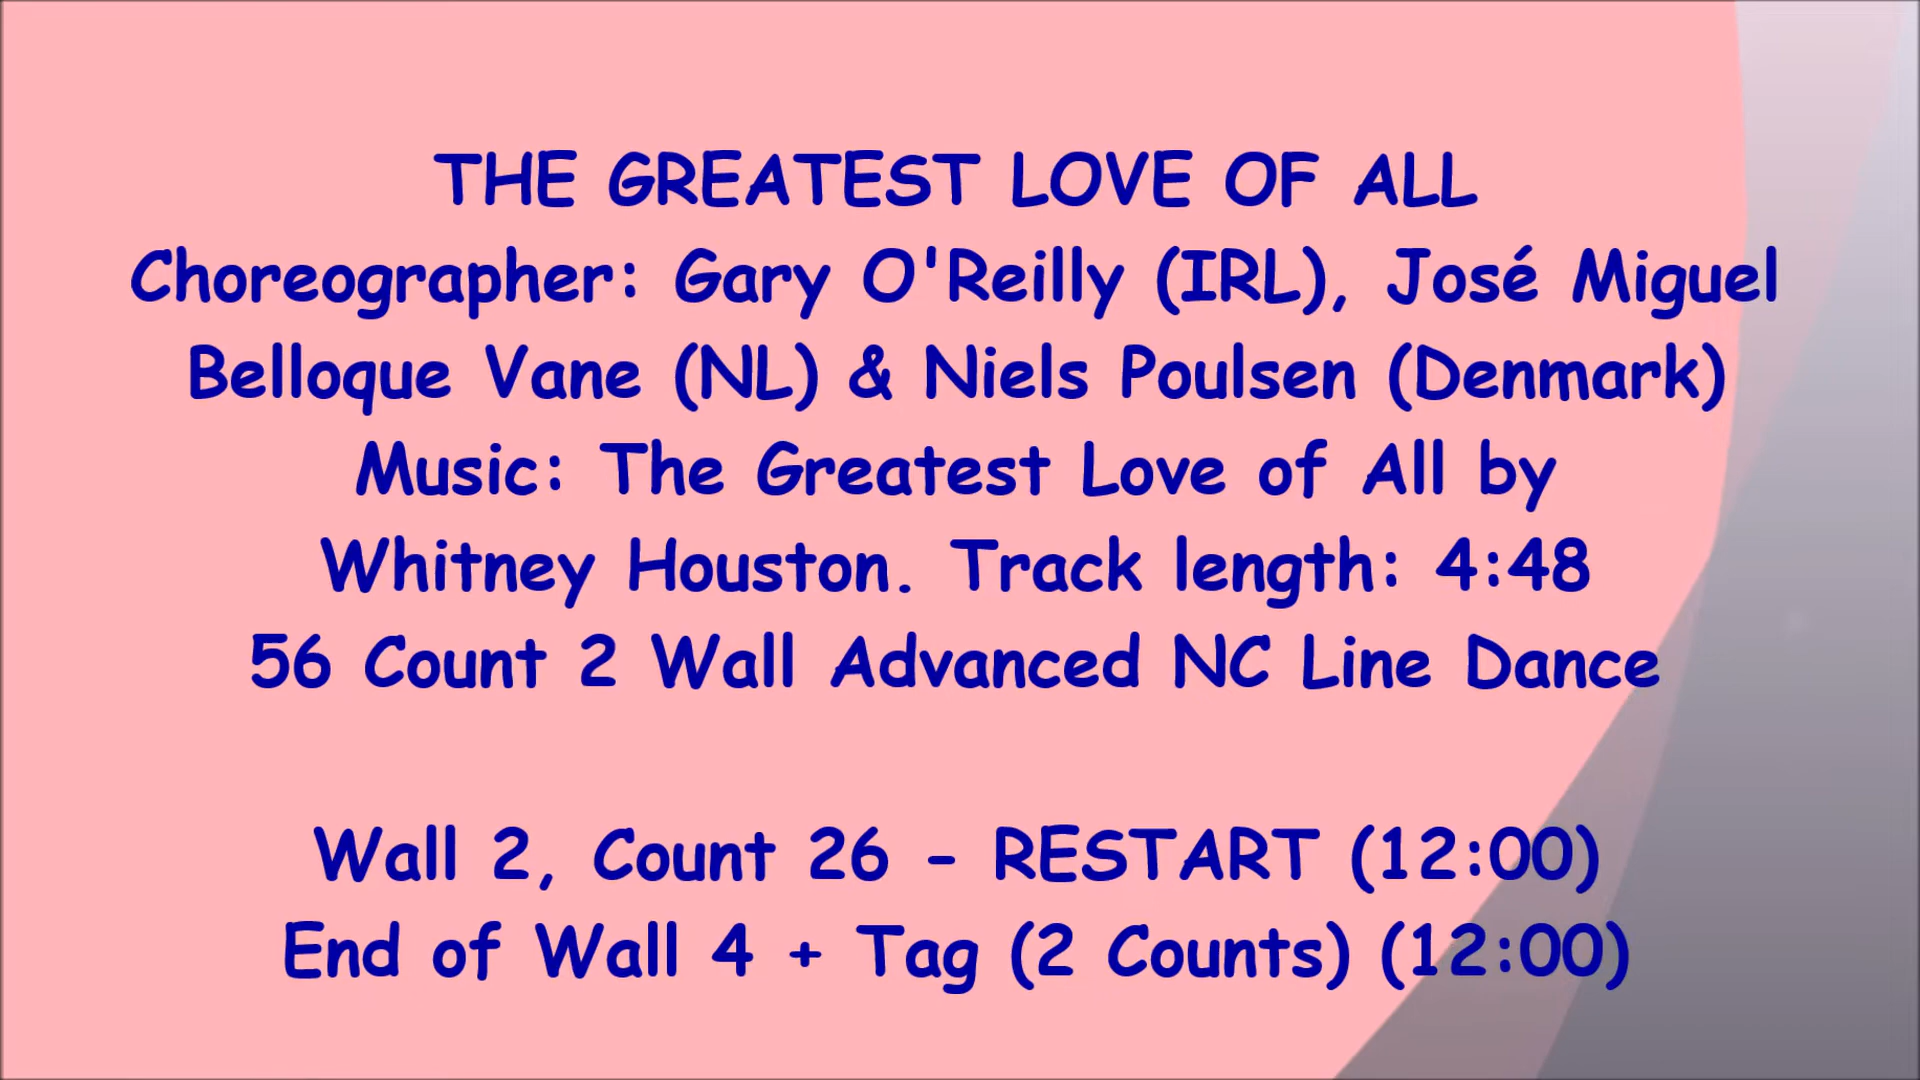 THE GREATEST LOVE OF ALL
Choreographer: Gary O'Reilly (IRL), José Miguel
Belloque Vane (NL) & Niels Poulsen (Denmark)
Music: The Greatest Love of All by
Whitney Houston. Track length: 4:48
56 Count 2 Wall Advanced NC Line Dance
Wall 2, Count 26 - RESTART (12:00)
End of Wall 4 + Tag (2 Counts) (12:00)